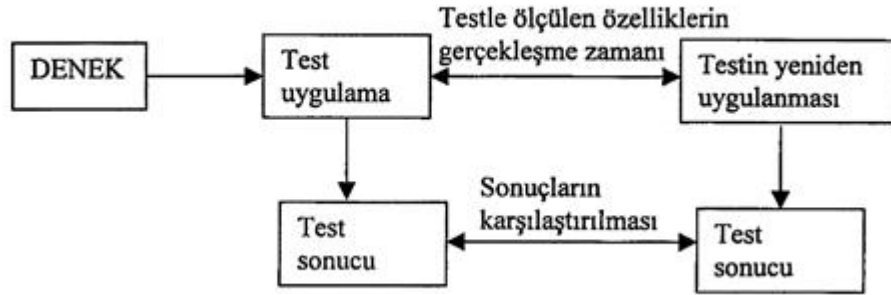 DENEK
Test
uygulama
Testle ölçülen özelliklerin
gerçekleşme zamanı
Testin yeniden
uygulanması
Test
sonucu
Sonuçların
karşılaştırılması
Test
sonucu